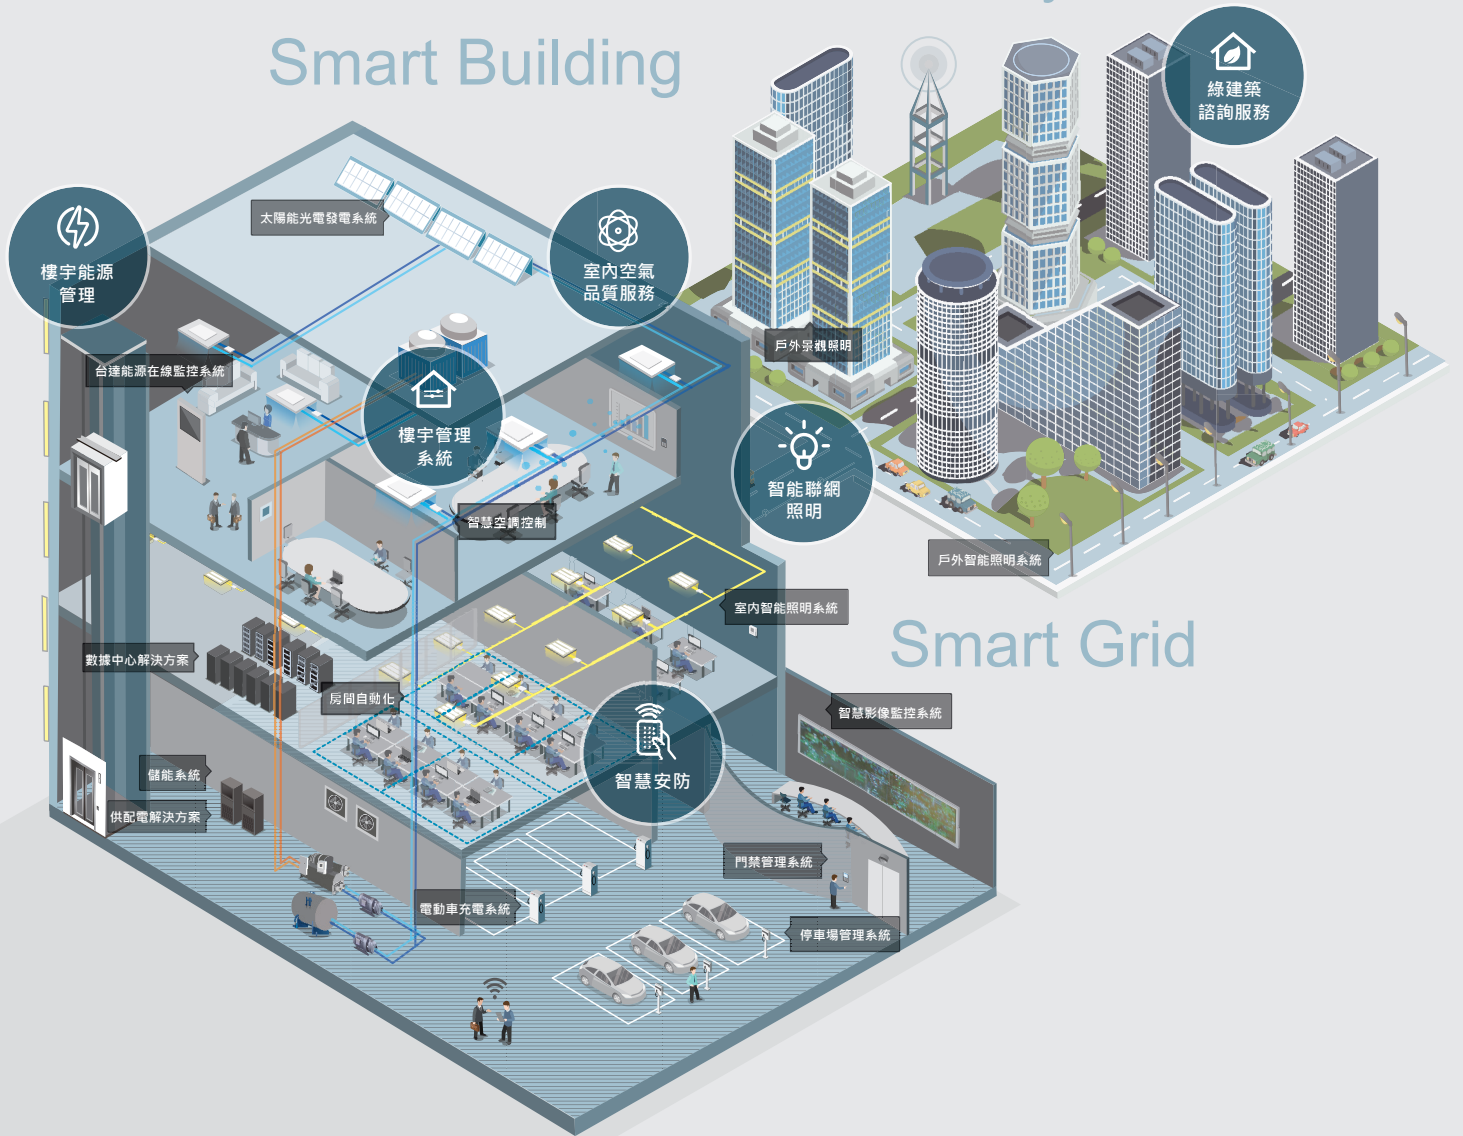 Smart Building
綠建築
諮詢服務
太陽能光電發電系統
樓宇能源
管理
室內空氣
品質服務
戶外景觀照明
台達能源在線監控系統
樓宇管理
系統
智能聯網
照明
智慧空調控制
戶外智能照明系統
室內智能照明系統
Smart Grid
數據中心解決方案
房間自動化
智慧影像監控系統
儲能系統
智慧安防
供配電解決方案
門禁管理系統
電動車充電系統
停車場管理系統